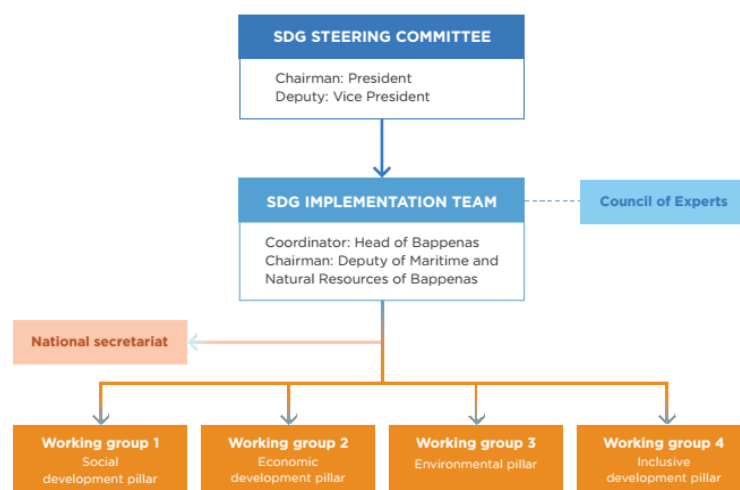 SDG STEERING COMMITTEE
Chairman: President
Deputy: Vice President
SDG IMPLEMENTATION TEAM
Council of Experts
Coordinator: Head of Bappenas
Chairman: Deputy of Maritime and
Natural Resources of Bappenas
National secretariat
Working group 1
Social
development pillar
Working group 2
Economic
development pillar
Working group 3
Environmental pillar
Working group 4
Inclusive
development pillar